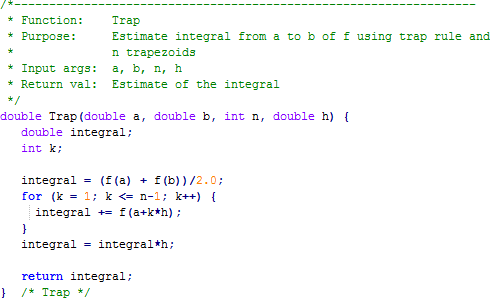 /*------------------------------------------------------------------
 * Function:    Trap
 * Purpose:     Estimate integral from a to b of f using trap rule and
 *              n trapezoids
 * Input args:  a, b, n, h
 * Return val:  Estimate of the integral
 */
double Trap(double a, double b, int n, double h) {
   double integral;
   int k;

   integral = (f(a) + f(b))/2.0;
   for (k = 1; k <= n-1; k++) {
     integral += f(a+k*h);
   }
   integral = integral*h;

   return integral;
}  /* Trap */